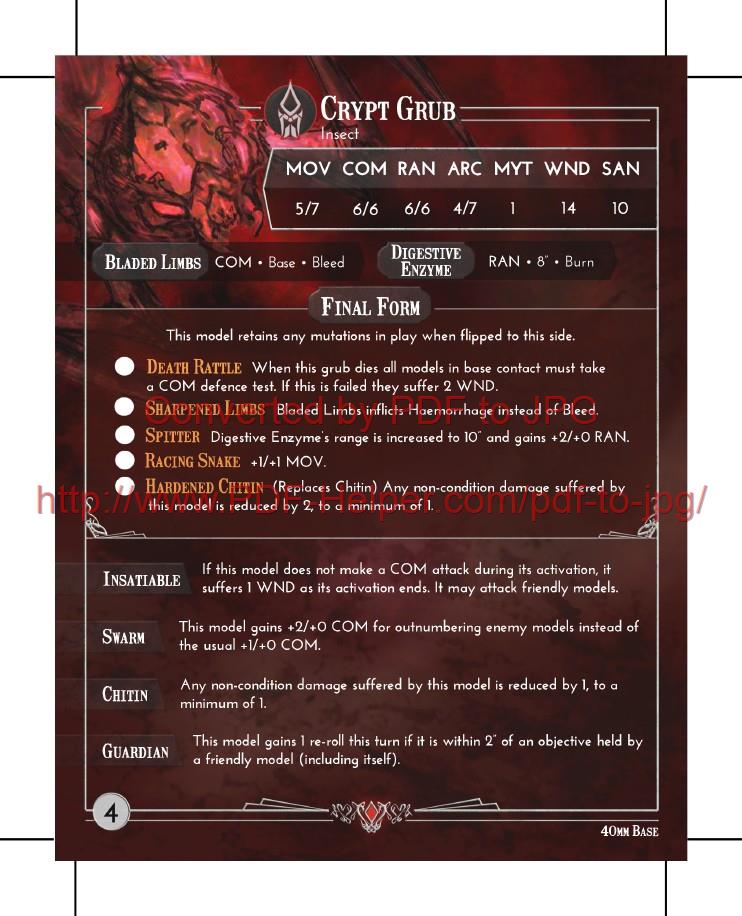 CRYPT GRUB
Insect
MOV COM RAN ARC MYT WND SAN
5/7 6/6 6/6 4/7 1 14 10
BLADED LIMBS COM • Base • Bleed
DIGESTIVE
ENZYME RAN • 8" • Burn
FINAL FORM
This model retains any mutations in play when flipped to this side.
DEATH RATTLE When this grub dies all models in base contact must take
a COM defence test. If this is failed they suffer 2 WND.
SHARPENED LIMBS Bladed Limbs inflicts Haemorrhage instead of Bleed.
Converted by PDF to JPG
SPITTER Digestive Enzyme's range is increased to 10" and gains +2/+0 RAN.
RACING SNAKE +1/+1 MOV.
HARDENED CHITIN (Replaces Chitin) Any non-condition damage suffered by
this model is reduced by 2, to a minimum of 1.
http://www.PDF-Helper.com/pdf-to-jpg/
INSATIABLE
If this model does not make a COM attack during its activation, it
suffers 1 WND as its activation ends. It may attack friendly models.
SWARM
This model gains +2/+0 COM for outnumbering enemy models instead of
the usual +1/+0 COM.
CHITIN
Any non-condition damage suffered by this model is reduced by 1, to a
minimum of 1.
GUARDIAN
This model gains 1 re-roll this turn if it is within 2" of an objective held by
a friendly model (including itself).
4
40MM BASE